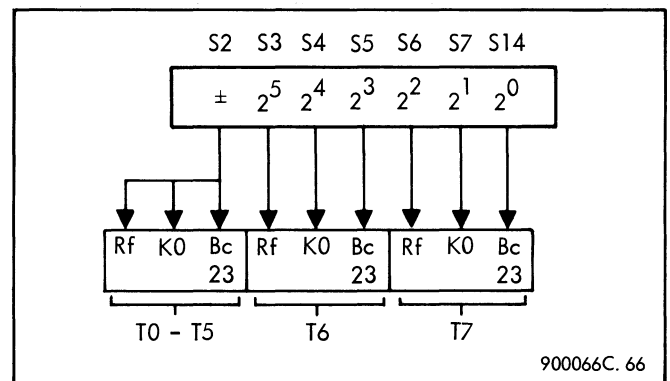 S2 S3 S4 S5 S6 S7 S14
± 2^5 2^4 2^3 2^2 2^1 2^0
Rf K0 Bc Rf K0 Bc Rf K0 Bc
23 23 23
T0 - T5 T6 T7
900066C. 66